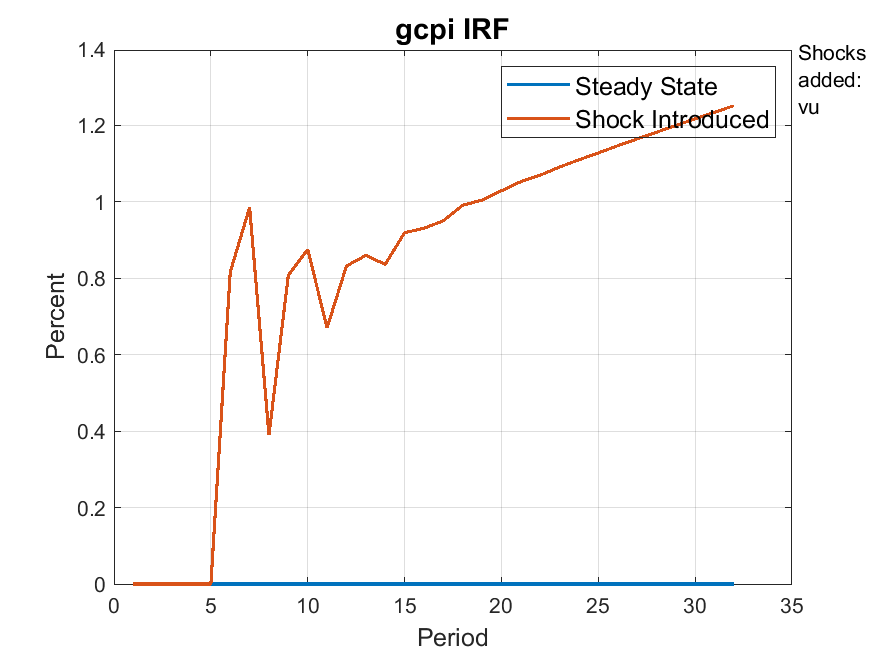 gcpi IRF
Shocks
added:
vu
Steady State
Shock Introduced
Percent
1.4
1.2
1
0.8
0.6
0.4
0.2
0
0 5 10 15 20 25 30 35
Period